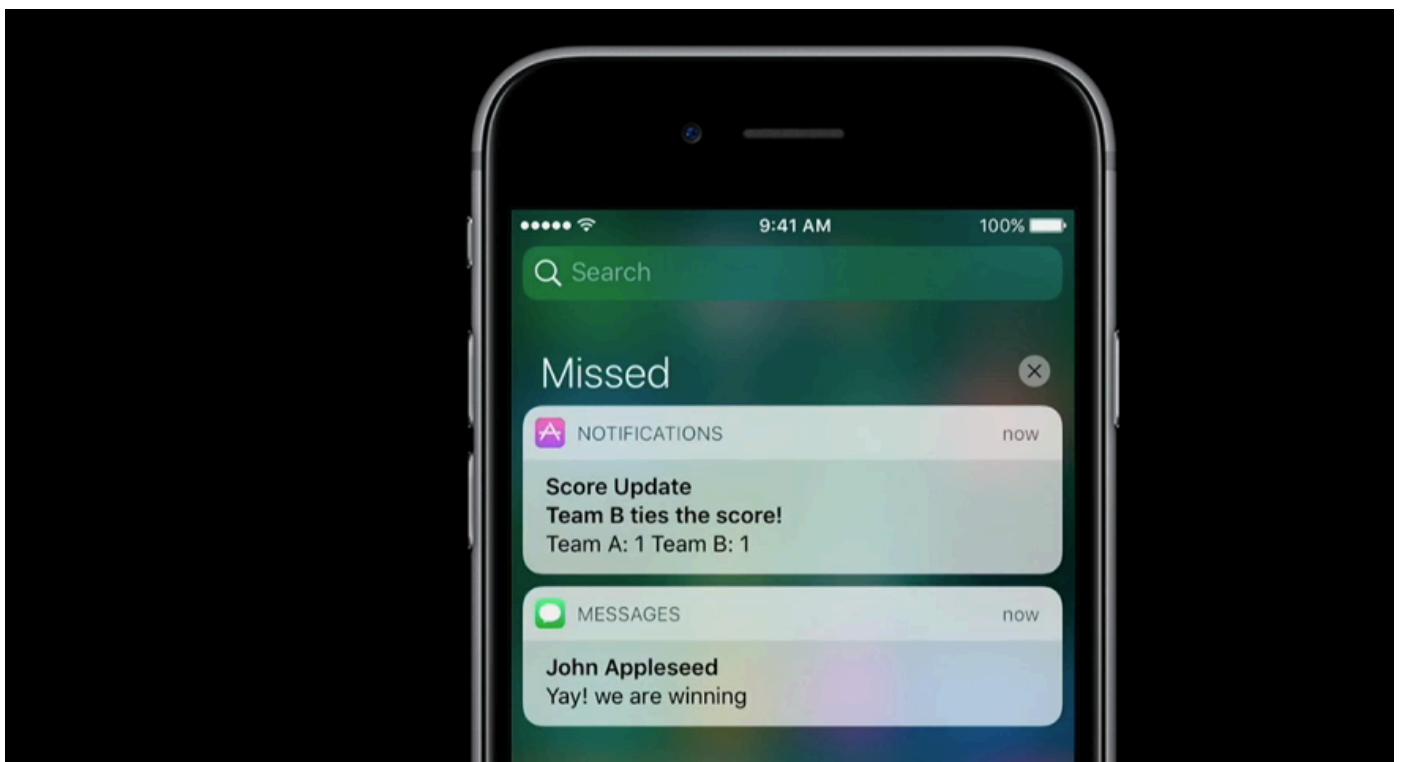 9:41 AM 100%
Search
Missed
NOTIFICATIONS now
Score Update
Team B ties the score!
Team A: 1 Team B: 1
MESSAGES now
John Appleseed
Yay! we are winning